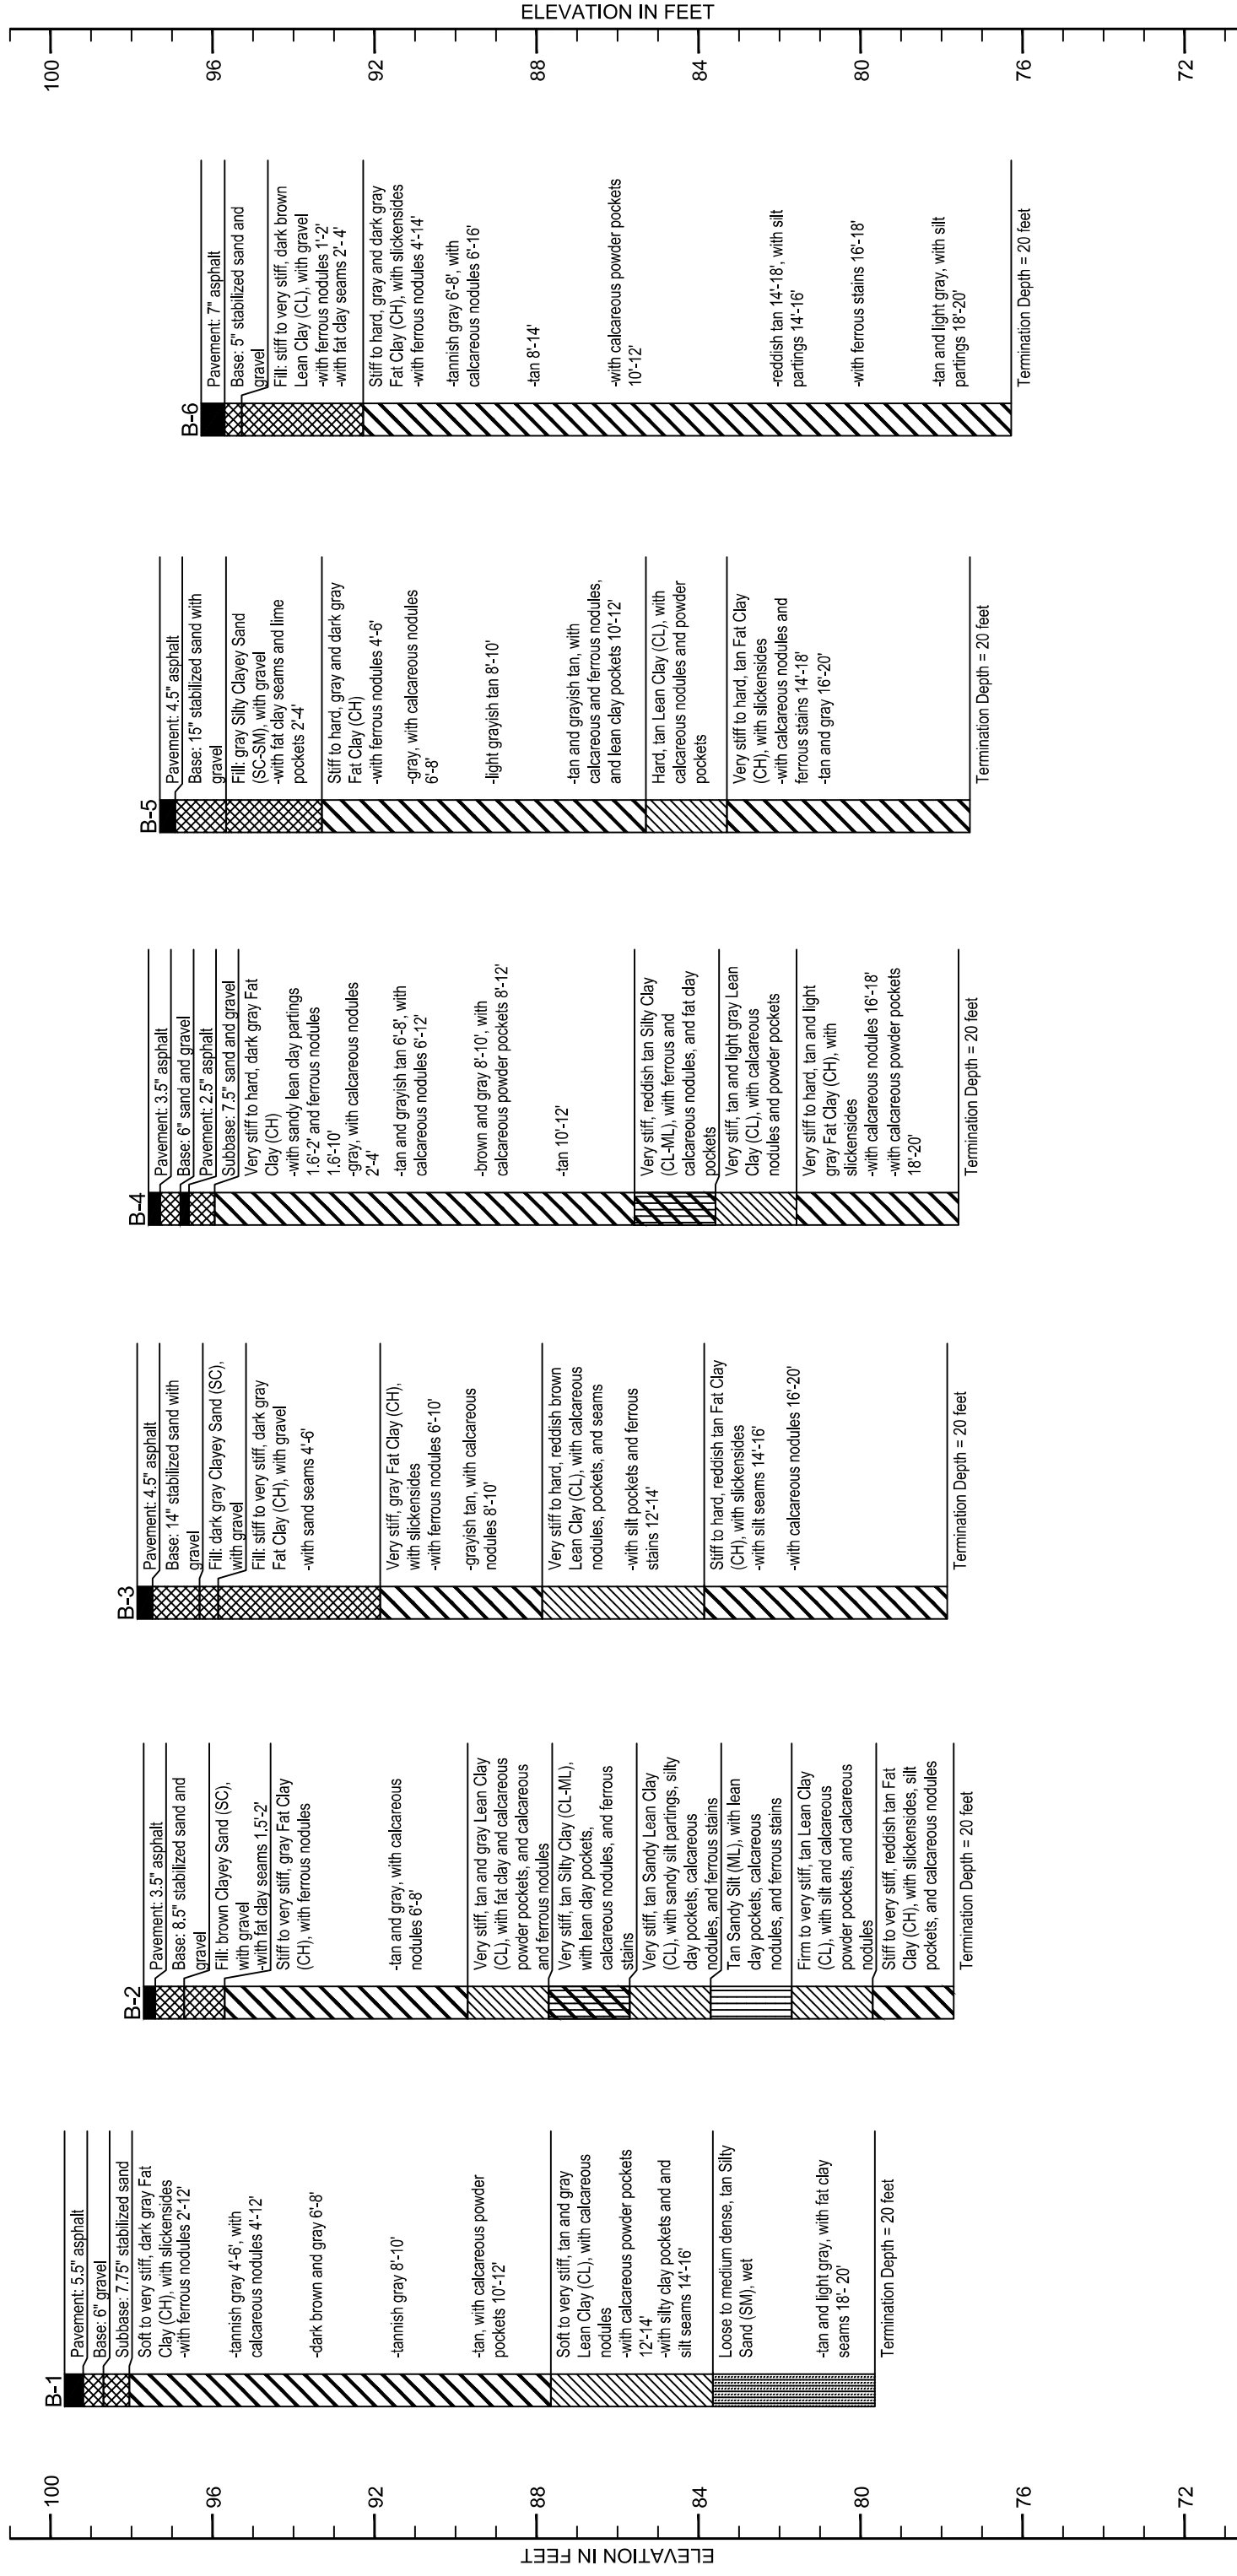 ELEVATION IN FEET
100
96
92
88
84
80
76
72
B-1
Pavement: 5.5" asphalt
Base: 6" gravel
Subbase: 7.75" stabilized sand
Soft to very stiff, dark gray Fat
Clay (CH), with slickensides
-with ferrous nodules 2'-12'
-tannish gray 4'-6', with
calcareous nodules 4'-12'
-dark brown and gray 6'-8'
-tannish gray 8'-10'
-tan, with calcareous powder
pockets 10'-12'
Soft to very stiff, tan and gray
Lean Clay (CL), with calcareous
nodules
-with calcareous powder pockets
12'-14'
-with silty clay pockets and and
silt seams 14'-16'
Loose to medium dense, tan Silty
Sand (SM), wet
-tan and light gray, with fat clay
seams 18'- 20'
Termination Depth = 20 feet
B-2
Pavement: 3.5" asphalt
Base: 8.5" stabilized sand and
gravel
Fill: brown Clayey Sand (SC),
with gravel
-with fat clay seams 1.5'-2'
Stiff to very stiff, gray Fat Clay
(CH), with ferrous nodules
-tan and gray, with calcareous
nodules 6'-8'
Very stiff, tan and gray Lean Clay
(CL), with fat clay and calcareous
powder pockets, and calcareous
and ferrous nodules
Very stiff, tan Silty Clay (CL-ML),
with lean clay pockets,
calcareous nodules, and ferrous
stains
Very stiff, tan Sandy Lean Clay
(CL), with sandy silt partings, silty
clay pockets, calcareous
nodules, and ferrous stains
Tan Sandy Silt (ML), with lean
clay pockets, calcareous
nodules, and ferrous stains
Firm to very stiff, tan Lean Clay
(CL), with silt and calcareous
powder pockets, and calcareous
nodules
Stiff to very stiff, reddish tan Fat
Clay (CH), with slickensides, silt
pockets, and calcareous nodules
Termination Depth = 20 feet
B-3
Pavement: 4.5" asphalt
Base: 14" stabilized sand with
gravel
Fill: dark gray Clayey Sand (SC),
with gravel
Fill: stiff to very stiff, dark gray
Fat Clay (CH), with gravel
-with sand seams 4'-6'
Very stiff, gray Fat Clay (CH),
with slickensides
-with ferrous nodules 6'-10'
-grayish tan, with calcareous
nodules 8'-10'
Very stiff to hard, reddish brown
Lean Clay (CL), with calcareous
nodules, pockets, and seams
-with silt pockets and ferrous
stains 12'-14'
Stiff to hard, reddish tan Fat Clay
(CH), with slickensides
-with silt seams 14'-16'
-with calcareous nodules 16'-20'
Termination Depth = 20 feet
B-4
Pavement: 3.5" asphalt
Base: 6" sand and gravel
Pavement: 2.5" asphalt
Subbase: 7.5" sand and gravel
Very stiff to hard, dark gray Fat
Clay (CH)
-with sandy lean clay partings
1.6'-2' and ferrous nodules
1.6'-10'
-gray, with calcareous nodules
2'-4'
-tan and grayish tan 6'-8', with
calcareous nodules 6'-12'
-brown and gray 8'-10', with
calcareous powder pockets 8'-12'
-tan 10'-12'
Very stiff, reddish tan Silty Clay
(CL-ML), with ferrous and
calcareous nodules, and fat clay
pockets
Very stiff, tan and light gray Lean
Clay (CL), with calcareous
nodules and powder pockets
Very stiff to hard, tan and light
gray Fat Clay (CH), with
slickensides
-with calcareous nodules 16'-18'
-with calcareous powder pockets
18'-20'
Termination Depth = 20 feet
B-5
Pavement: 4.5" asphalt
Base: 15" stabilized sand with
gravel
Fill: gray Silty Clayey Sand
(SC-SM), with gravel
-with fat clay seams and lime
pockets 2'-4'
Stiff to hard, gray and dark gray
Fat Clay (CH)
-with ferrous nodules 4'-6'
-gray, with calcareous nodules
6'-8'
-light grayish tan 8'-10'
-tan and grayish tan, with
calcareous and ferrous nodules,
and lean clay pockets 10'-12'
Hard, tan Lean Clay (CL), with
calcareous nodules and powder
pockets
Very stiff to hard, tan Fat Clay
(CH), with slickensides
-with calcareous nodules and
ferrous stains 14'-18'
-tan and gray 16'-20'
Termination Depth = 20 feet
B-6
Pavement: 7" asphalt
Base: 5" stabilized sand and
gravel
Fill: stiff to very stiff, dark brown
Lean Clay (CL), with gravel
-with ferrous nodules 1'-2'
-with fat clay seams 2'- 4'
Stiff to hard, gray and dark gray
Fat Clay (CH), with slickensides
-with ferrous nodules 4'-14'
-tannish gray 6'-8', with
calcareous nodules 6'-16'
-tan 8'-14'
-with calcareous powder pockets
10'-12'
-reddish tan 14'-18', with silt
partings 14'-16'
-with ferrous stains 16'-18'
-tan and light gray, with silt
partings 18'-20'
Termination Depth = 20 feet
100
96
92
88
84
80
76
72
ELEVATION IN FEET